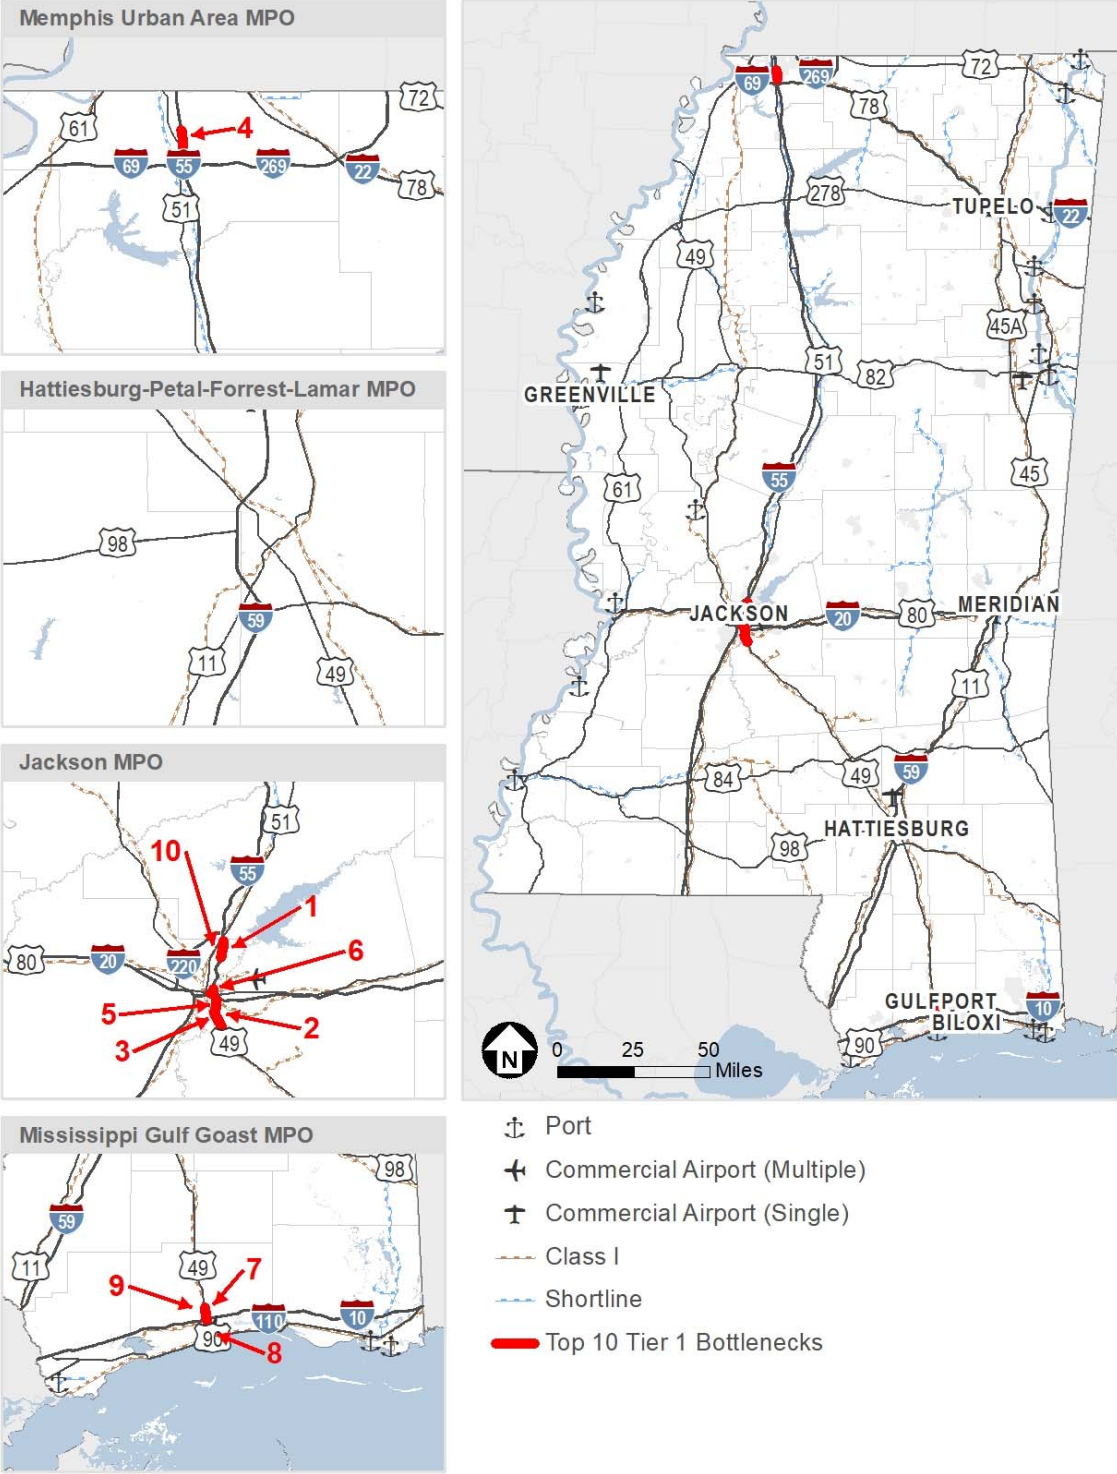 Memphis Urban Area MPO
72
61
4
69
55
269
22
78
51
Hattiesburg-Petal-Forrest-Lamar MPO
98
59
11
49
Jackson MPO
51
10
55
1
6
80
20
220
5
2
3
49
Mississippi Gulf Goast MPO
98
59
11
49
7
9
110
10
90
8
69
269
72
78
278
TUPELO
22
49
45A
51
82
GREENVILLE
55
61
45
JACKSON
20
80
MERIDIAN
11
84
49
59
HATTIESBURG
98
GULFPORT
10
BILOXI
90
N
0 25 50
Miles
Port
Commercial Airport (Multiple)
Commercial Airport (Single)
Class I
Shortline
Top 10 Tier 1 Bottlenecks